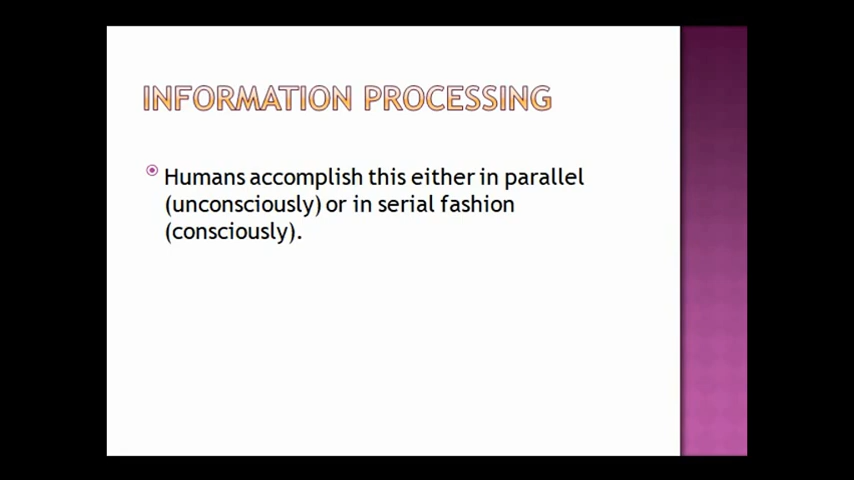 INFORMATION PROCESSING
Humans accomplish this either in parallel
(unconsciously) or in serial fashion
(consciously).